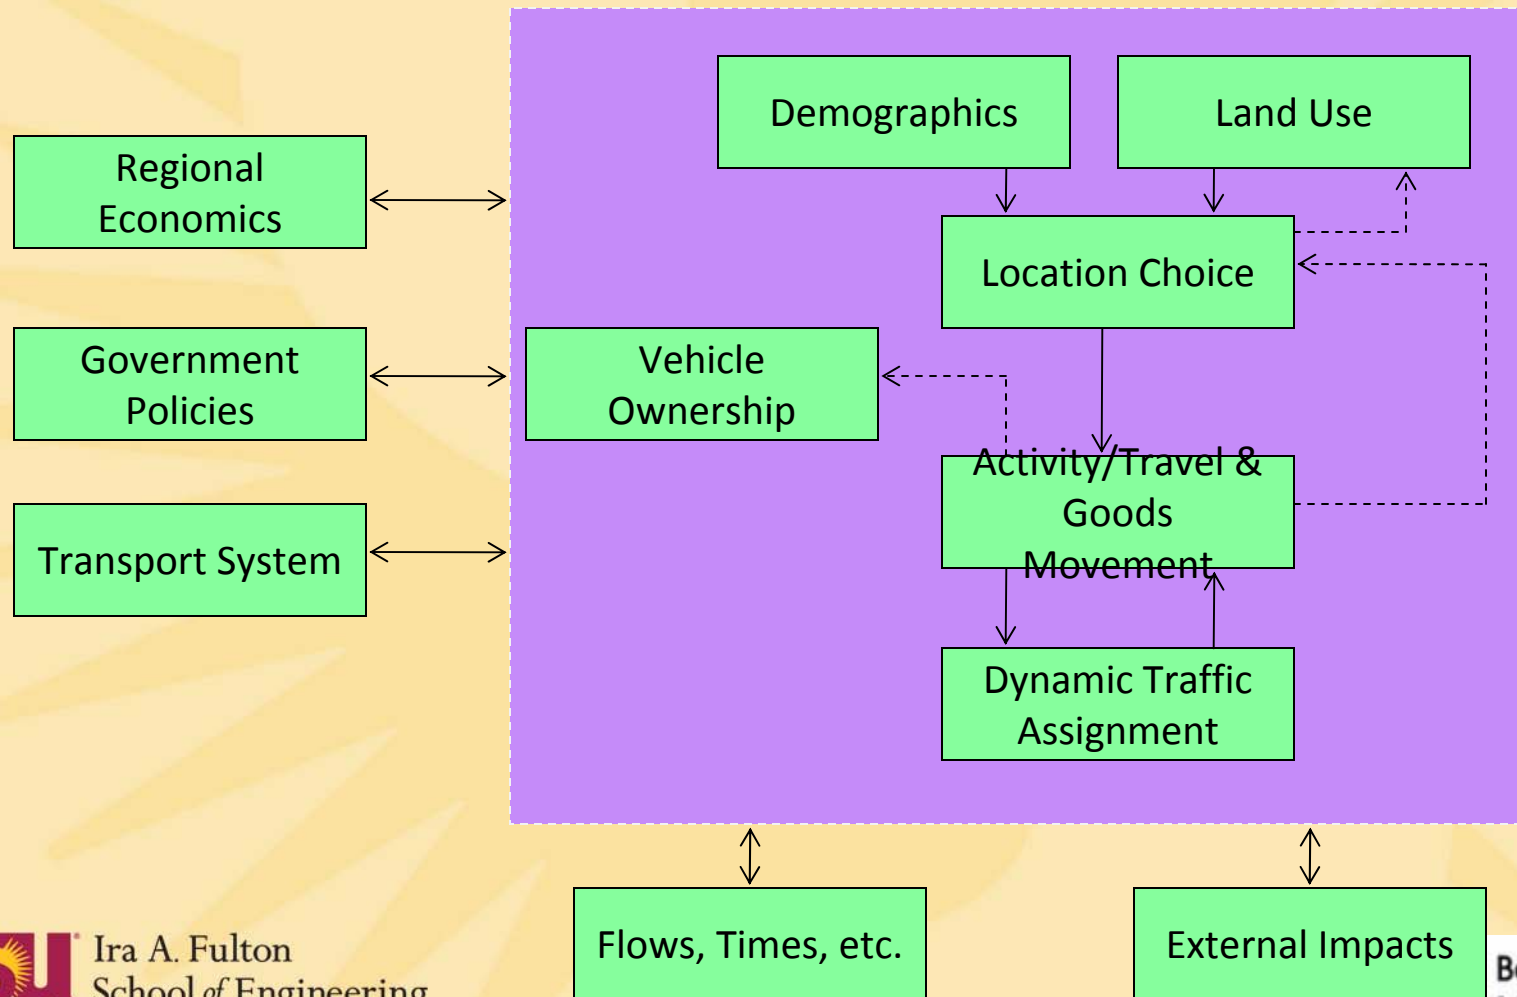 Demographics
Land Use
Regional
Economics
Location Choice
Government
Policies
Vehicle
Ownership
Activity/Travel &
Goods
Movement
Transport System
Dynamic Traffic
Assignment
Flows, Times, etc.
External Impacts
Ira A. Fulton
School of Engineering